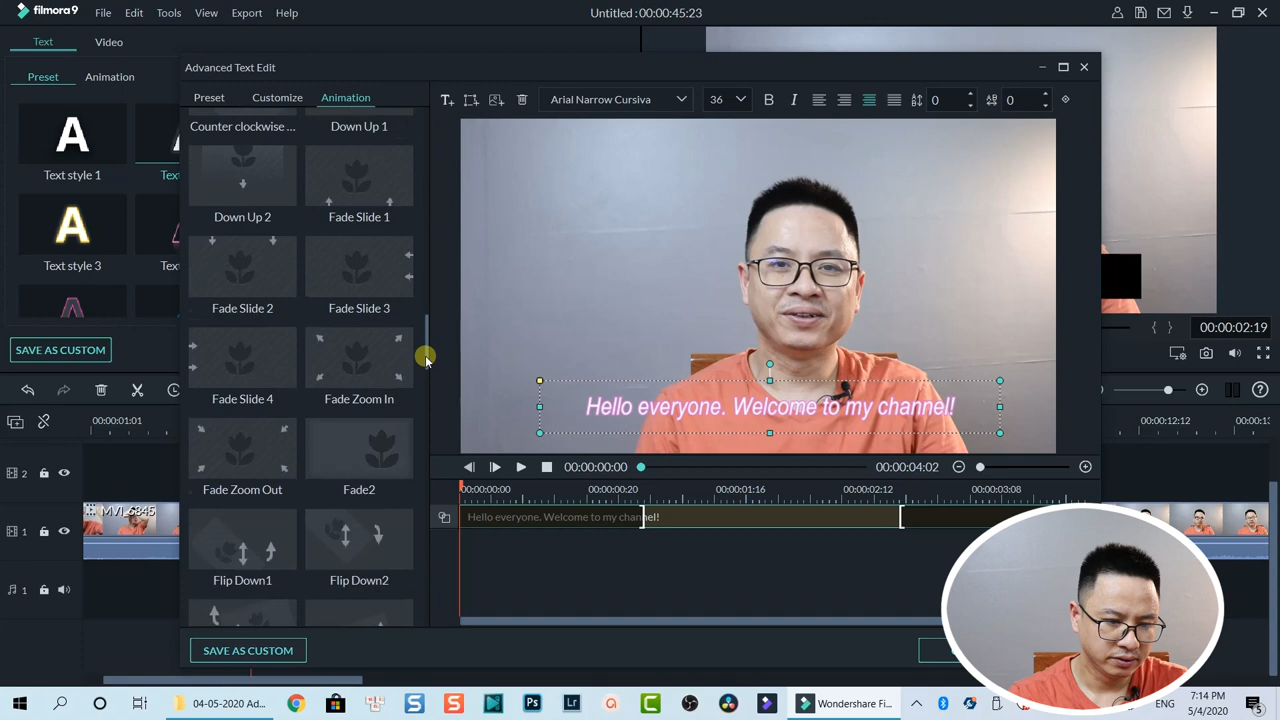 filmora 9 File Edit Tools View Export Help Untitled : 00:00:45:23
Text Video
Preset Animation
Text style 1
Text style 3
SAVE AS CUSTOM
Advanced Text Edit
Preset Customize Animation
Counter clockwise ... Down Up 1
Down Up 2 Fade Slide 1
Fade Slide 2 Fade Slide 3
Fade Slide 4 Fade Zoom In
Fade Zoom Out Fade2
Flip Down1 Flip Down2
SAVE AS CUSTOM
Arial Narrow Cursiva 36 B I 0 0
Hello everyone. Welcome to my channel!
00:00:00:00 00:00:04:02
00:00:00:00 00:00:00:20 00:00:01:16 00:00:02:12 00:00:03:08
Hello everyone. Welcome to my channel!
00:00:02:19
00:00:01:01 00:00:12:12
2
1 MVI_6845
1
04-05-2020 Ad... Wondershare Fi... ENG 7:14 PM
5/4/2020 5